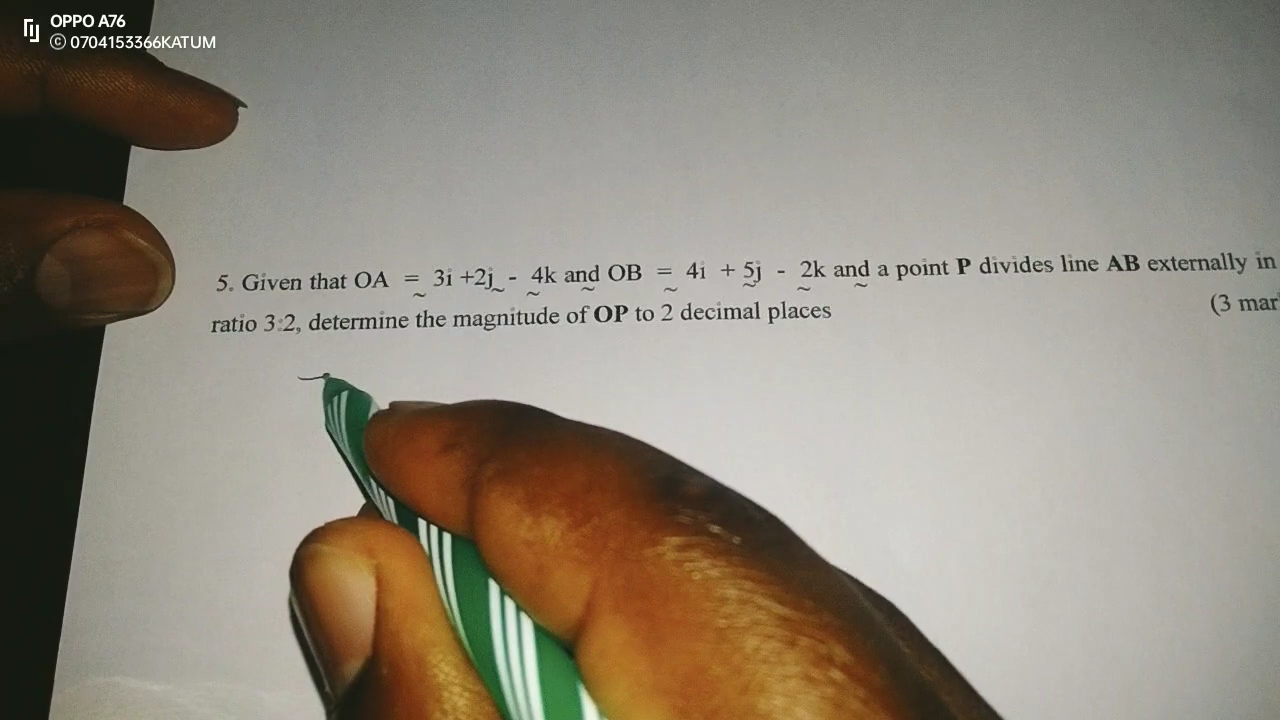 OPPO A76
© 0704153366KATUM
5. Given that OA = 3i +2j - 4k and OB = 4i + 5j - 2k and a point P divides line AB externally in
ratio 3:2, determine the magnitude of OP to 2 decimal places (3 mar